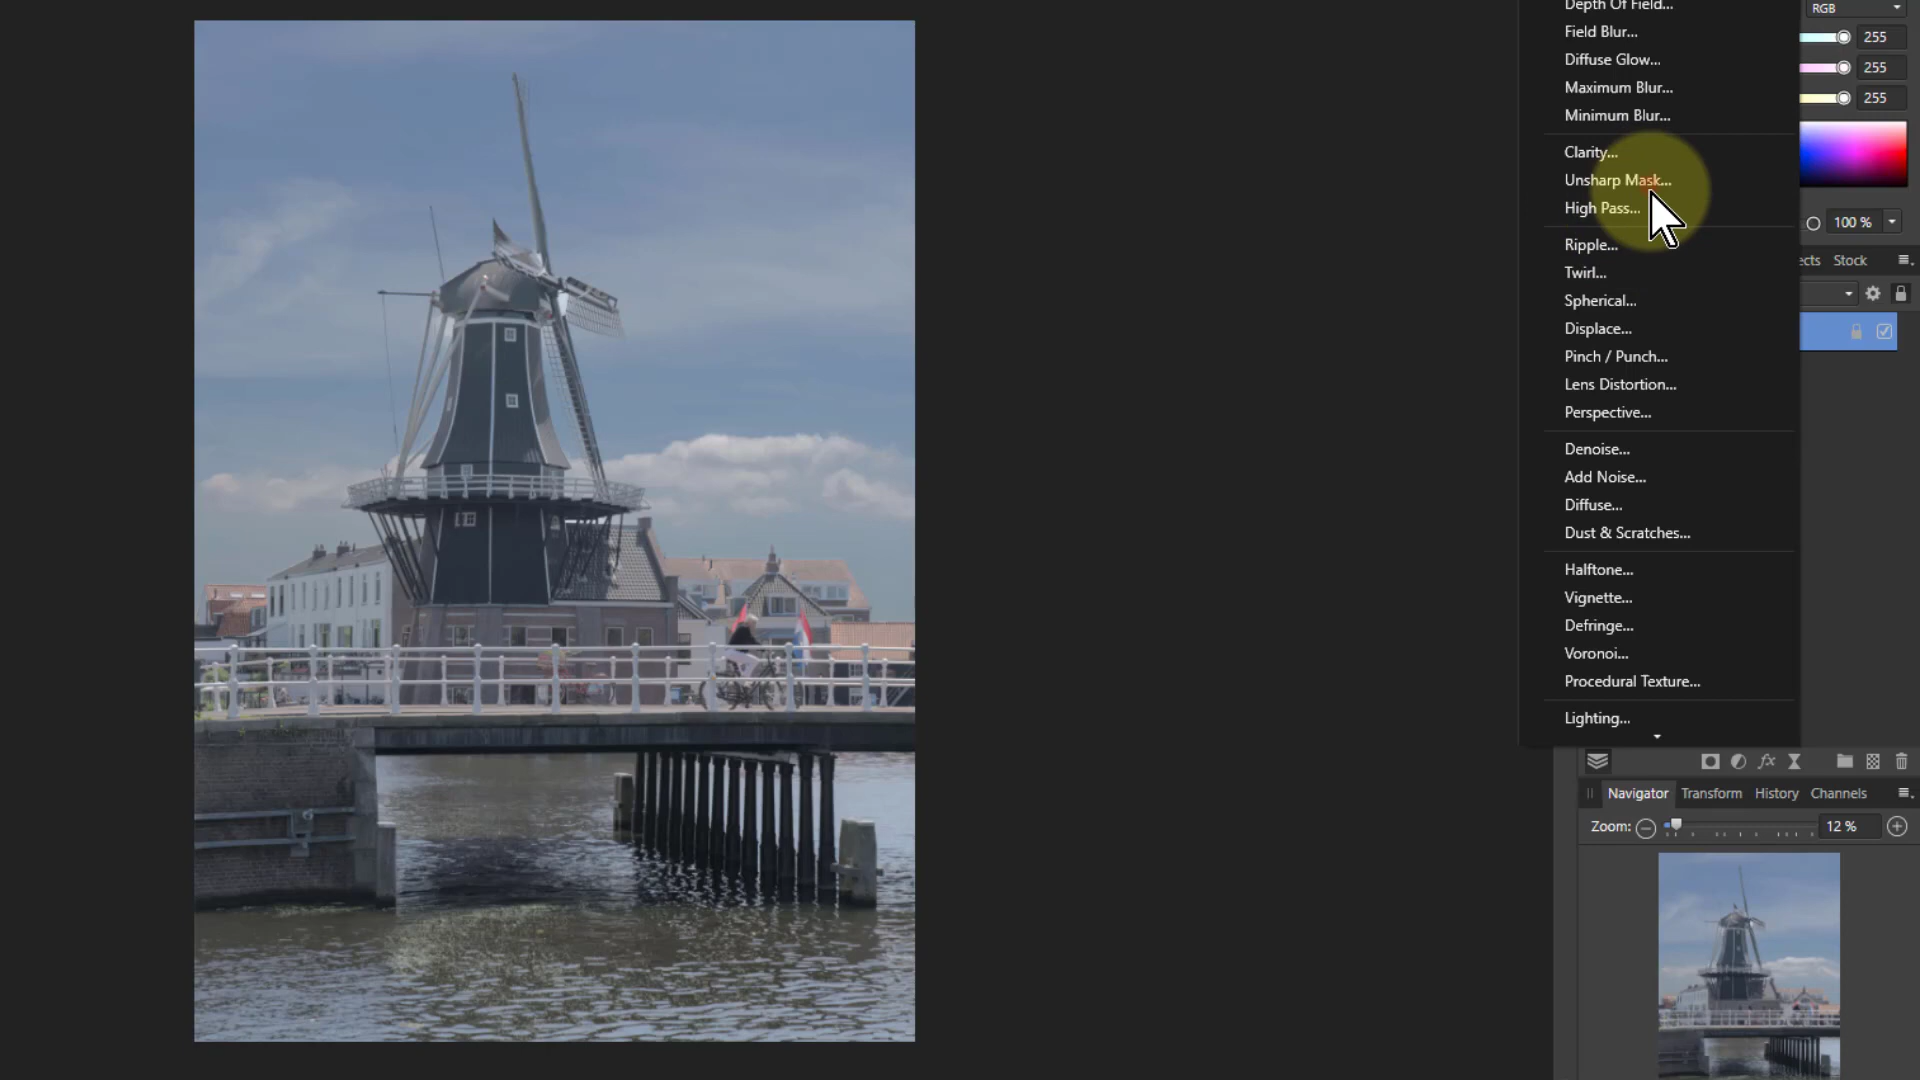 Depth Of Field...
Field Blur...
Diffuse Glow...
Maximum Blur...
Minimum Blur...
Clarity...
Unsharp Mask...
High Pass...
Ripple...
Twirl...
Spherical...
Displace...
Pinch / Punch...
Lens Distortion...
Perspective...
Denoise...
Add Noise...
Diffuse...
Dust & Scratches...
Halftone...
Vignette...
Defringe...
Voronoi...
Procedural Texture...
Lighting...
RGB
255
255
255
100 %
Stock
fx
Navigator Transform History Channels
Zoom: 12 %